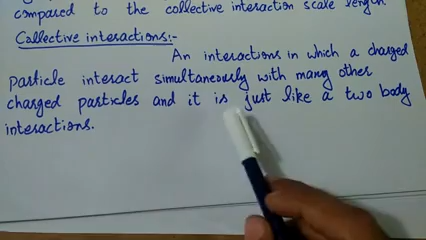 compared to the collective interaction scale length
Collective interactions:-
An interactions in which a charged
particle interact simultaneously with many other
charged particles and it is just like a two body
interactions.